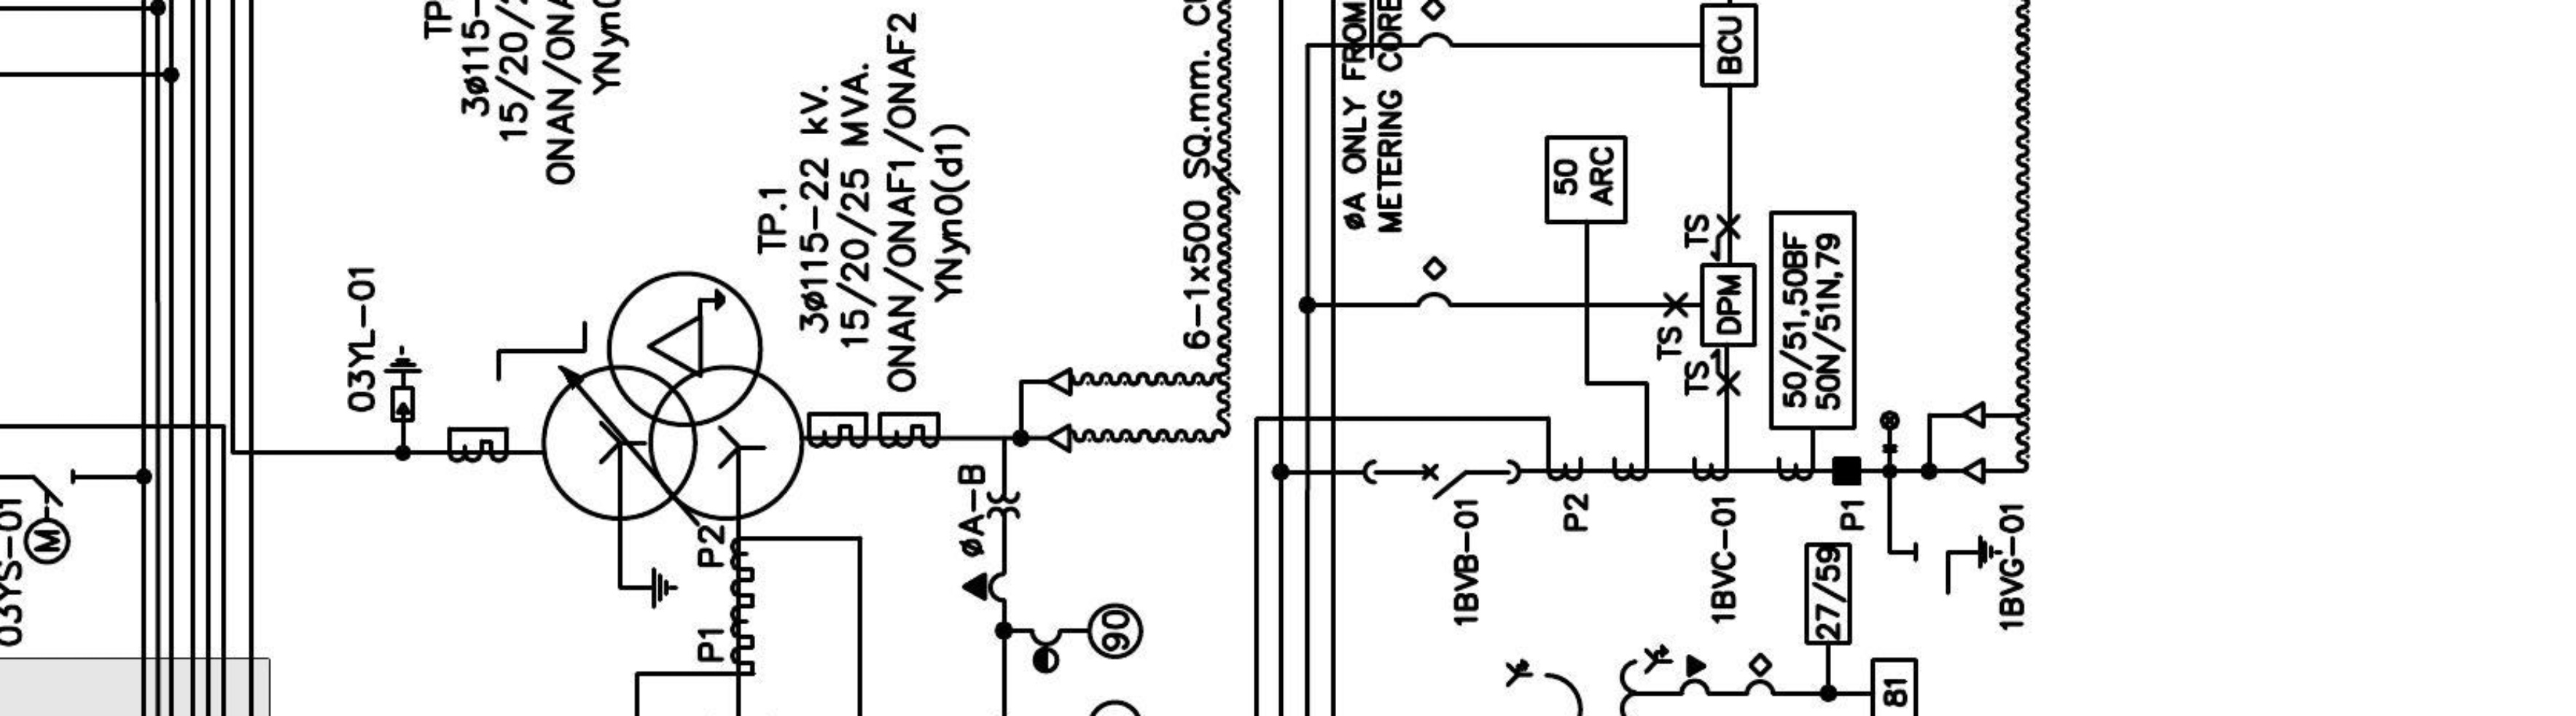 TP.
3ø115-
15/20/2
ONAN/ONA
YNyn0
TP.1
3ø115-22 kV.
15/20/25 MVA.
ONAN/ONAF1/ONAF2
YNyn0(d1)
6-1x500 SQ.mm. C
øA ONLY FROM
METERING CORE
BCU
50
ARC
TS
DPM
TS
TS
50/51,50BF
50N/51N,79
03YL-01
03YS-01
M
P2
P1
øA-B
90
1BVB-01
P2
1BVC-01
P1
1BVG-01
27/59
81